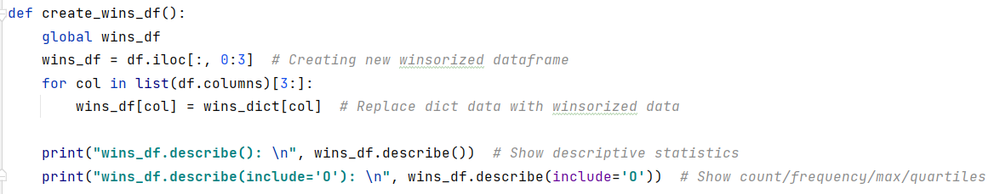 def create_wins_df():
    global wins_df
    wins_df = df.iloc[:, 0:3]  # Creating new winsorized dataframe
    for col in list(df.columns)[3:]:
        wins_df[col] = wins_dict[col]  # Replace dict data with winsorized data

    print("wins_df.describe(): \n", wins_df.describe())  # Show descriptive statistics
    print("wins_df.describe(include='O'): \n", wins_df.describe(include='O'))  # Show count/frequency/max/quartiles